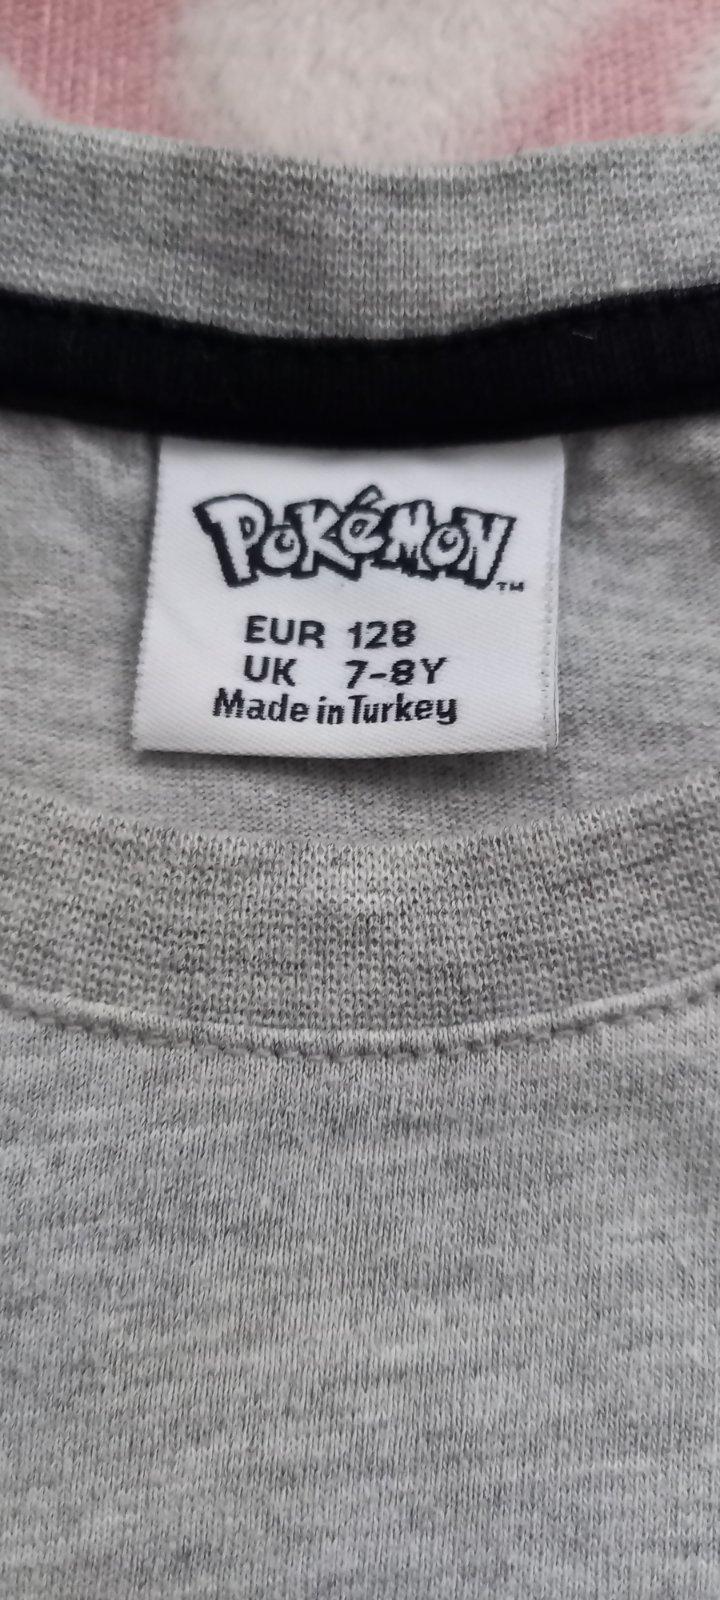 POKÉMON™
EUR 128
UK 7-8Y
Made in Turkey